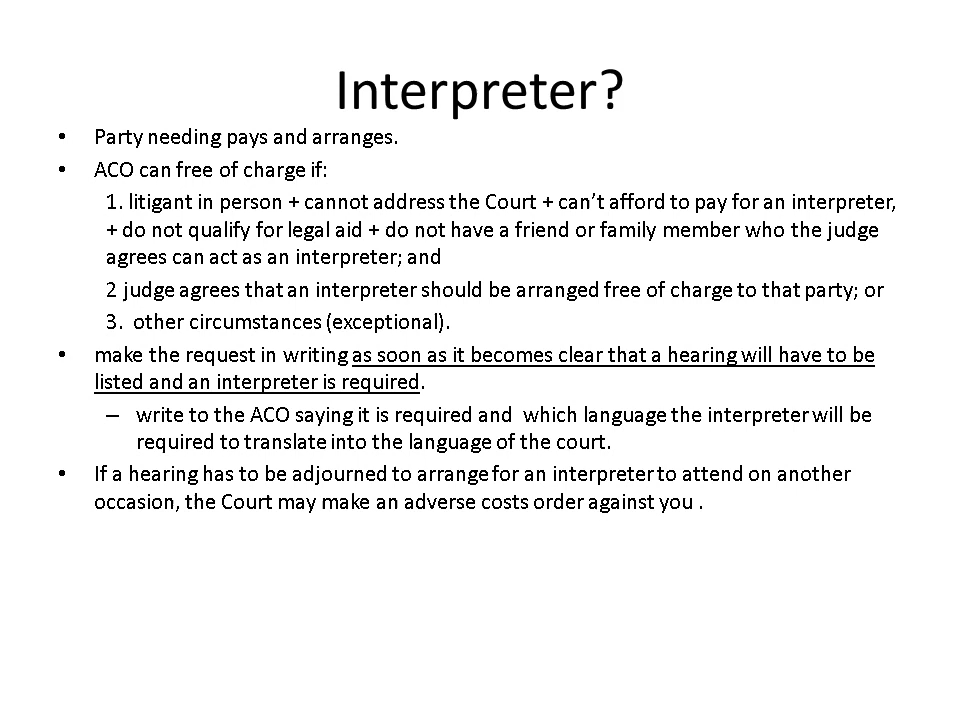 Interpreter?
• Party needing pays and arranges.
• ACO can free of charge if:
1. litigant in person + cannot address the Court + can’t afford to pay for an interpreter,
+ do not qualify for legal aid + do not have a friend or family member who the judge
agrees can act as an interpreter; and
2 judge agrees that an interpreter should be arranged free of charge to that party; or
3.  other circumstances (exceptional).
• make the request in writing as soon as it becomes clear that a hearing will have to be
listed and an interpreter is required.
– write to the ACO saying it is required and  which language the interpreter will be
required to translate into the language of the court.
• If a hearing has to be adjourned to arrange for an interpreter to attend on another
occasion, the Court may make an adverse costs order against you .